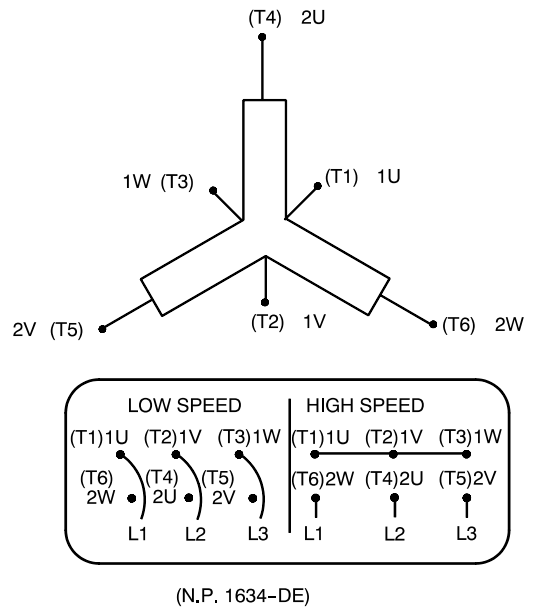 (T4) 2U
1W (T3)
(T1) 1U
2V (T5)
(T2) 1V
(T6) 2W
LOW SPEED
HIGH SPEED
(T1)1U (T2)1V (T3)1W
(T1)1U (T2)1V (T3)1W
(T6) (T4) (T5)
2W 2U 2V
(T6)2W (T4)2U (T5)2V
L1 L2 L3
L1 L2 L3
(N.P. 1634-DE)